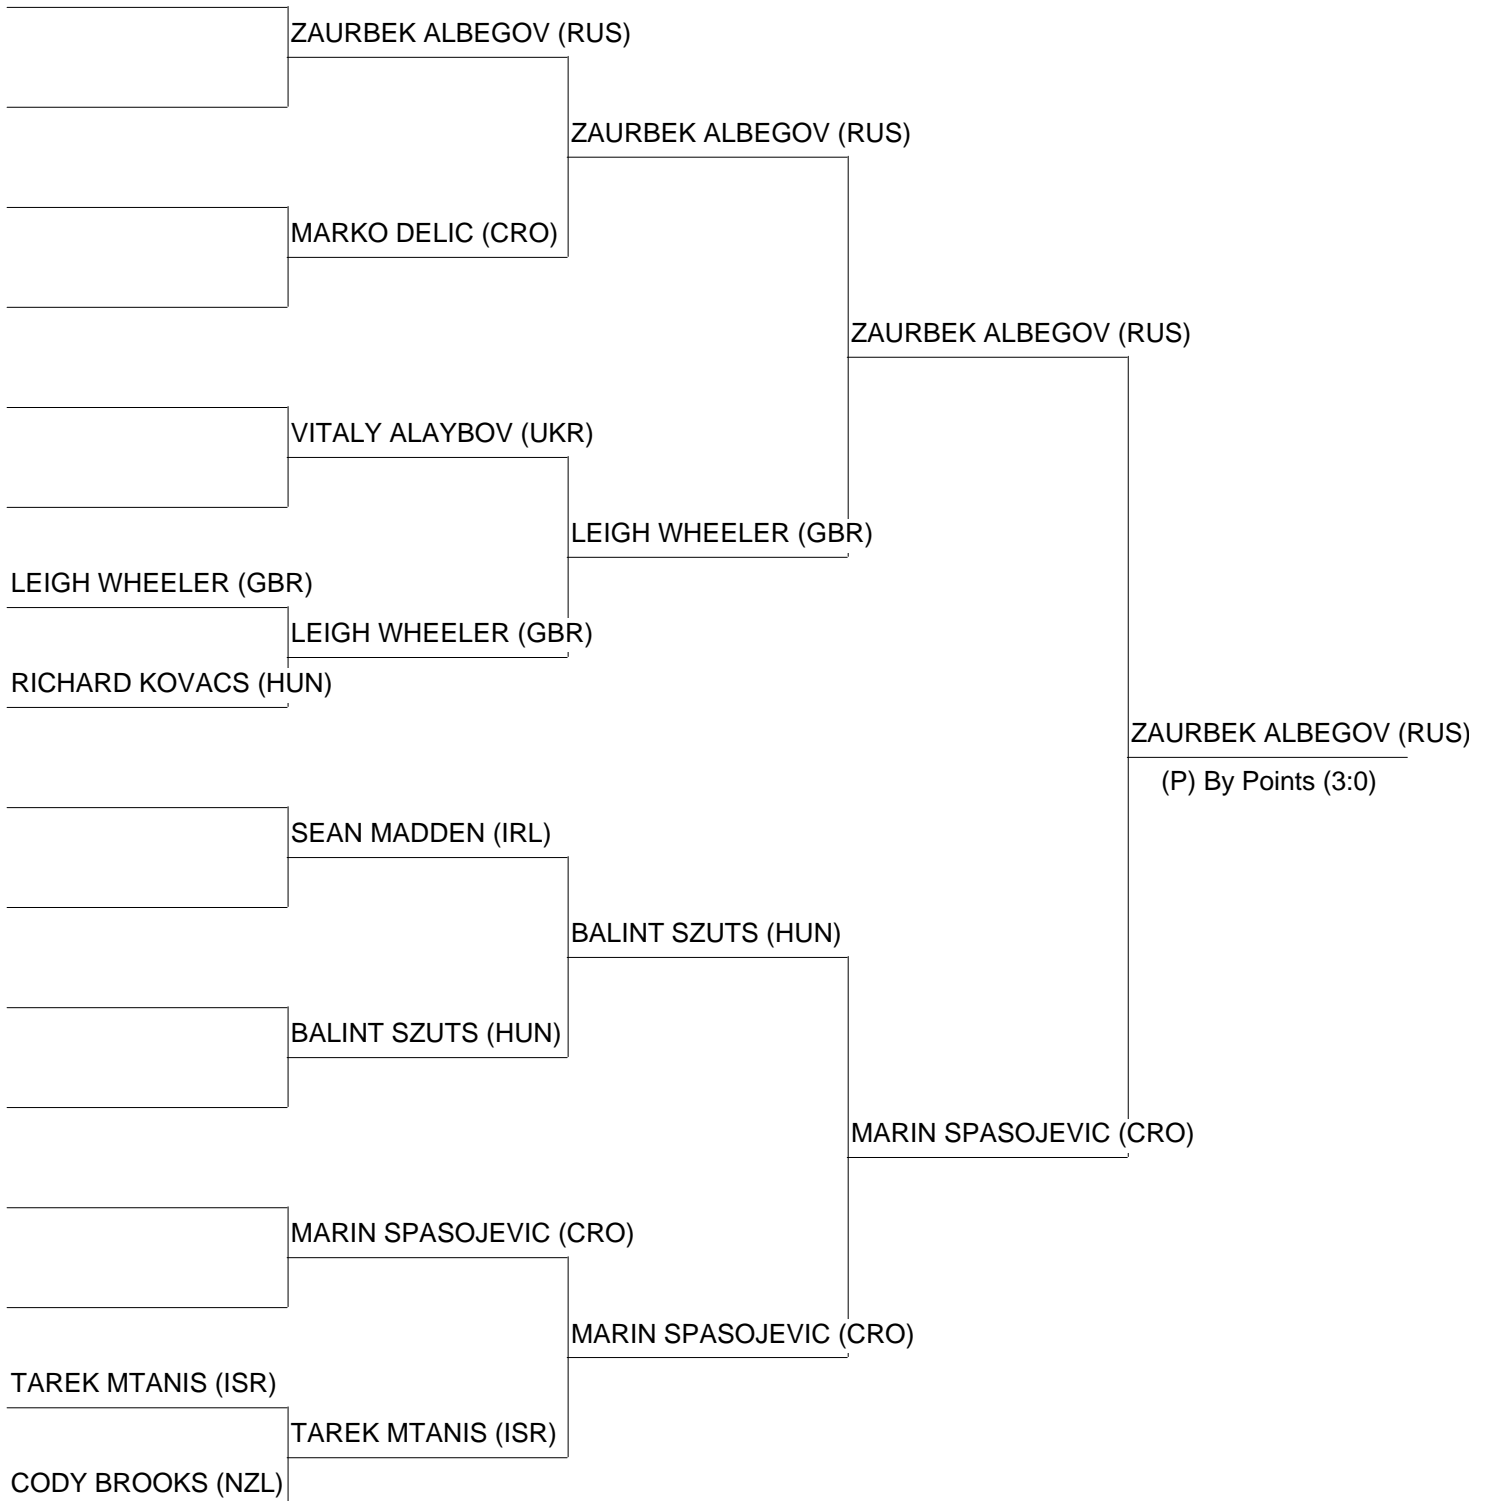 ZAURBEK ALBEGOV (RUS)
ZAURBEK ALBEGOV (RUS)
MARKO DELIC (CRO)
ZAURBEK ALBEGOV (RUS)
VITALY ALAYBOV (UKR)
LEIGH WHEELER (GBR)
LEIGH WHEELER (GBR)
LEIGH WHEELER (GBR)
RICHARD KOVACS (HUN)
ZAURBEK ALBEGOV (RUS)
(P) By Points (3:0)
SEAN MADDEN (IRL)
BALINT SZUTS (HUN)
BALINT SZUTS (HUN)
MARIN SPASOJEVIC (CRO)
MARIN SPASOJEVIC (CRO)
MARIN SPASOJEVIC (CRO)
TAREK MTANIS (ISR)
TAREK MTANIS (ISR)
CODY BROOKS (NZL)